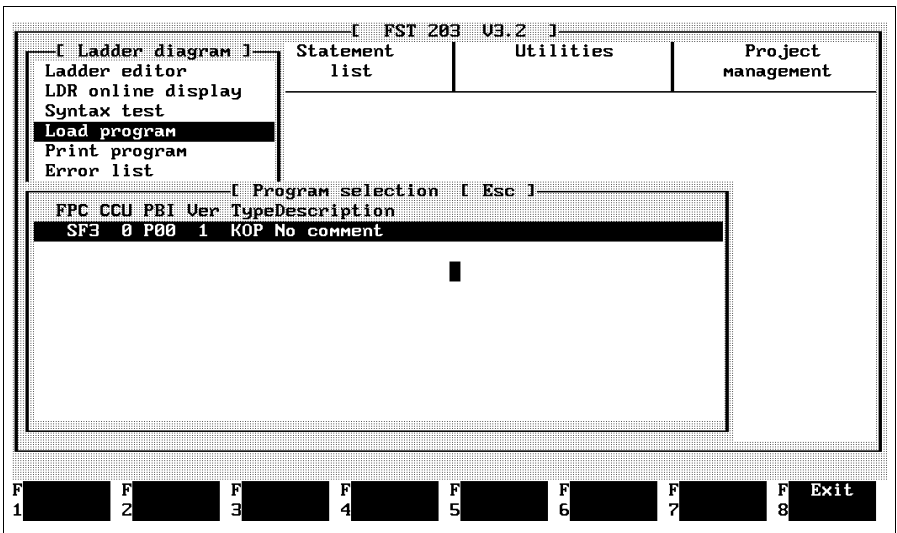 [ FST 203 V3.2 ]
[ Ladder diagram ]
Ladder editor
LDR online display
Syntax test
Load program
Print program
Error list
Statement
list
Utilities
Project
management
[ Program selection [ Esc ]
FPC CCU PBI Ver TypeDescription
SF3 0 P00 1 KOP No comment
F1 F2 F3 F4 F5 F6 F7 F8 Exit